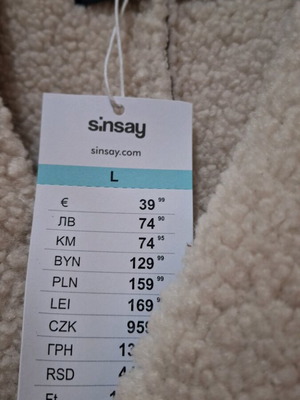 sinsay
sinsay.com
L
€ 39 99
ЛВ 74 90
KM 74 95
BYN 129 99
PLN 159 99
LEI 169
CZK
ГРН
RSD
Ft